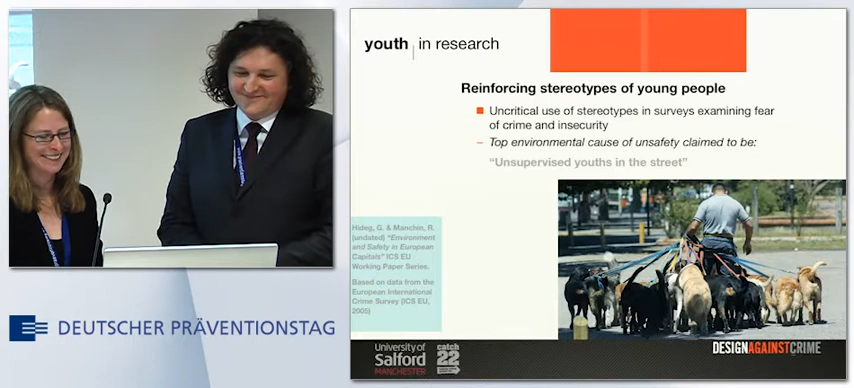 youth in research
Reinforcing stereotypes of young people
Uncritical use of stereotypes in surveys examining fear
of crime and insecurity
– Top environmental cause of unsafety claimed to be:
“Unsupervised youths in the street”
Hideg, G. & Manchin, R.
(undated) “Environment
and Safety in European
Capitals” ICS EU
Working Paper Series.
Based on data from the
European International
Crime Survey (ICS EU,
2005)
DEUTSCHER PRÄVENTIONSTAG
University of
Salford
MANCHESTER
catch
22
DESIGNAGAINSTCRIME